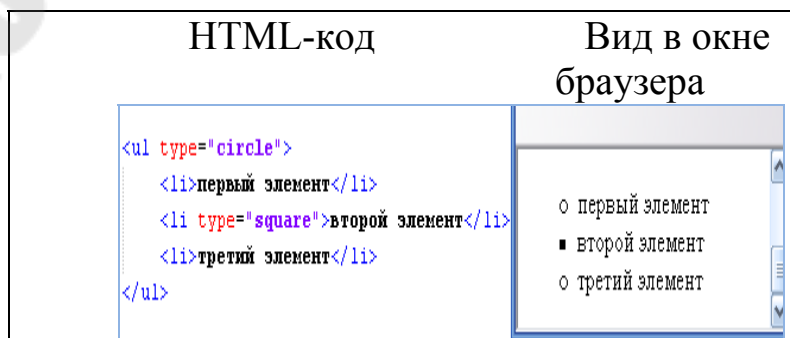 HTML-код
Вид в окне
браузера
<ul type="circle">
<li>первый элемент</li>
<li type="square">второй элемент</li>
<li>третий элемент</li>
</ul>
первый элемент
второй элемент
третий элемент